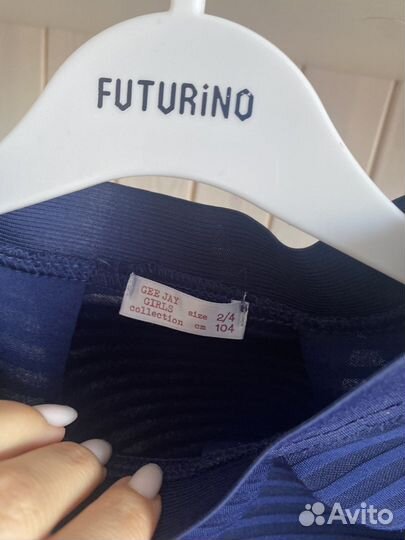 FUTURiNO
GEE JAY
GIRLS size 2/4
collection cm 104
Avito